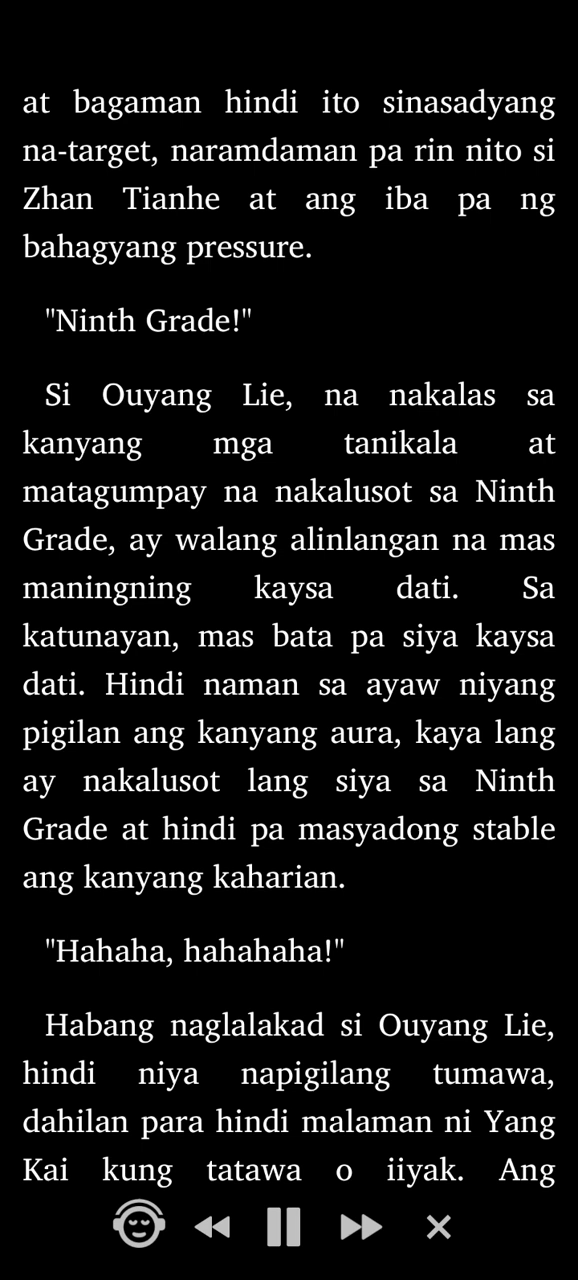 at bagaman hindi ito sinasadyang
na-target, naramdaman pa rin nito si
Zhan Tianhe at ang iba pa ng
bahagyang pressure.
"Ninth Grade!"
Si Ouyang Lie, na nakalas sa
kanyang mga tanikala at
matagumpay na nakalusot sa Ninth
Grade, ay walang alinlangan na mas
maningning kaysa dati. Sa
katunayan, mas bata pa siya kaysa
dati. Hindi naman sa ayaw niyang
pigilan ang kanyang aura, kaya lang
ay nakalusot lang siya sa Ninth
Grade at hindi pa masyadong stable
ang kanyang kaharian.
"Hahaha, hahahaha!"
Habang naglalakad si Ouyang Lie,
hindi niya napigilang tumawa,
dahilan para hindi malaman ni Yang
Kai kung tatawa o iiyak. Ang